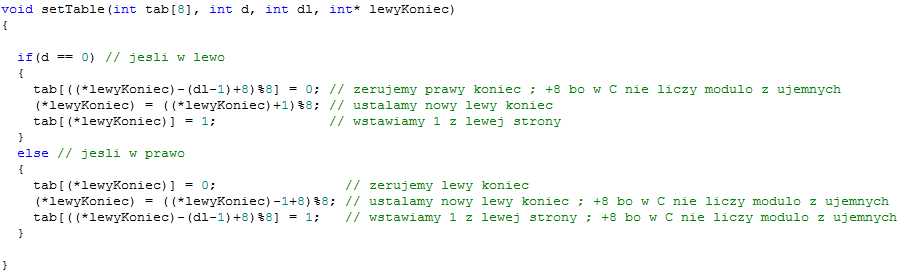 void setTable(int tab[8], int d, int dl, int* lewyKoniec)
{
if(d == 0) // jesli w lewo
{
tab[((*lewyKoniec)-(dl-1)+8)%8] = 0; // zerujemy prawy koniec ; +8 bo w C nie liczy modulo z ujemnych
(*lewyKoniec) = ((*lewyKoniec)+1)%8; // ustalamy nowy lewy koniec
tab[(*lewyKoniec)] = 1; // wstawiamy 1 z lewej strony
}
else // jesli w prawo
{
tab[(*lewyKoniec)] = 0; // zerujemy lewy koniec
(*lewyKoniec) = ((*lewyKoniec)-1+8)%8; // ustalamy nowy lewy koniec ; +8 bo w C nie liczy modulo z ujemnych
tab[((*lewyKoniec)-(dl-1)+8)%8] = 1; // wstawiamy 1 z lewej strony ; +8 bo w C nie liczy modulo z ujemnych
}
}